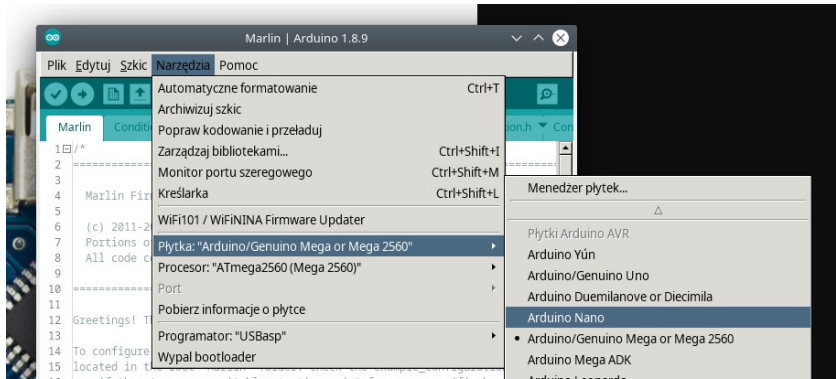 Marlin | Arduino 1.8.9
Plik Edytuj Szkic Narzędzia Pomoc
Automatyczne formatowanie Ctrl+T
Archiwizuj szkic
Popraw kodowanie i przeładuj
Zarządzaj bibliotekami... Ctrl+Shift+I
Monitor portu szeregowego Ctrl+Shift+M
Kreślarka Ctrl+Shift+L
WiFi101 / WiFiNINA Firmware Updater
Płytka: "Arduino/Genuino Mega or Mega 2560"
Procesor: "ATmega2560 (Mega 2560)"
Port
Pobierz informacje o płytce
Programator: "USBasp"
Wypal bootloader
Menedżer płytek...
Płytki Arduino AVR
Arduino Yún
Arduino/Genuino Uno
Arduino Duemilanove or Diecimila
Arduino Nano
Arduino/Genuino Mega or Mega 2560
Arduino Mega ADK
Marlin
1 /*
2 ====
3
4 Marlin
5
6 (c)
7 Portions
8 All code
9
10 ====
11
12 Greetings!
13
14 To configure
15 located in the